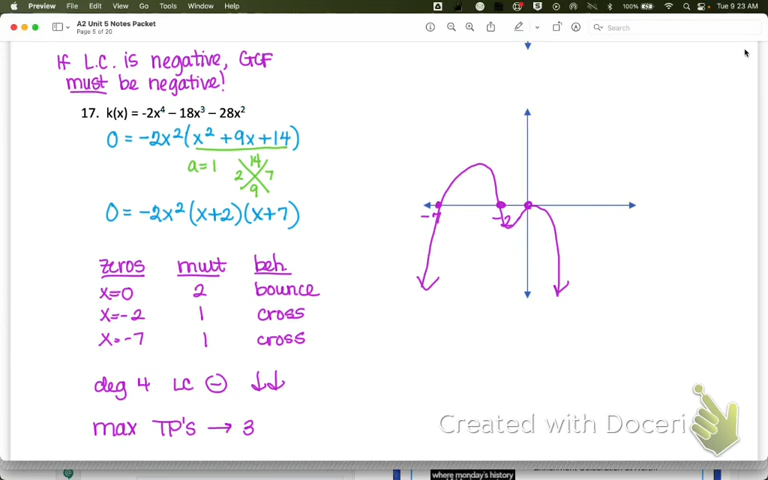 Preview File Edit View Go Tools Window Help 100% Tue 9:23 AM
A2 Unit 5 Notes Packet
Page 5 of 20
Search
If L.C. is negative, GCF
must be negative!
17. k(x) = -2x⁴ – 18x³ – 28x²
0 = -2x²(x² + 9x + 14)
a = 1
14
2 7
9
0 = -2x²(x+2)(x+7)
-7 -2
zeros mult beh.
x=0 2 bounce
x=-2 1 cross
x=-7 1 cross
deg 4 LC ⊖ ↓↓
max TP's → 3
Created with Doceri
where monday's history